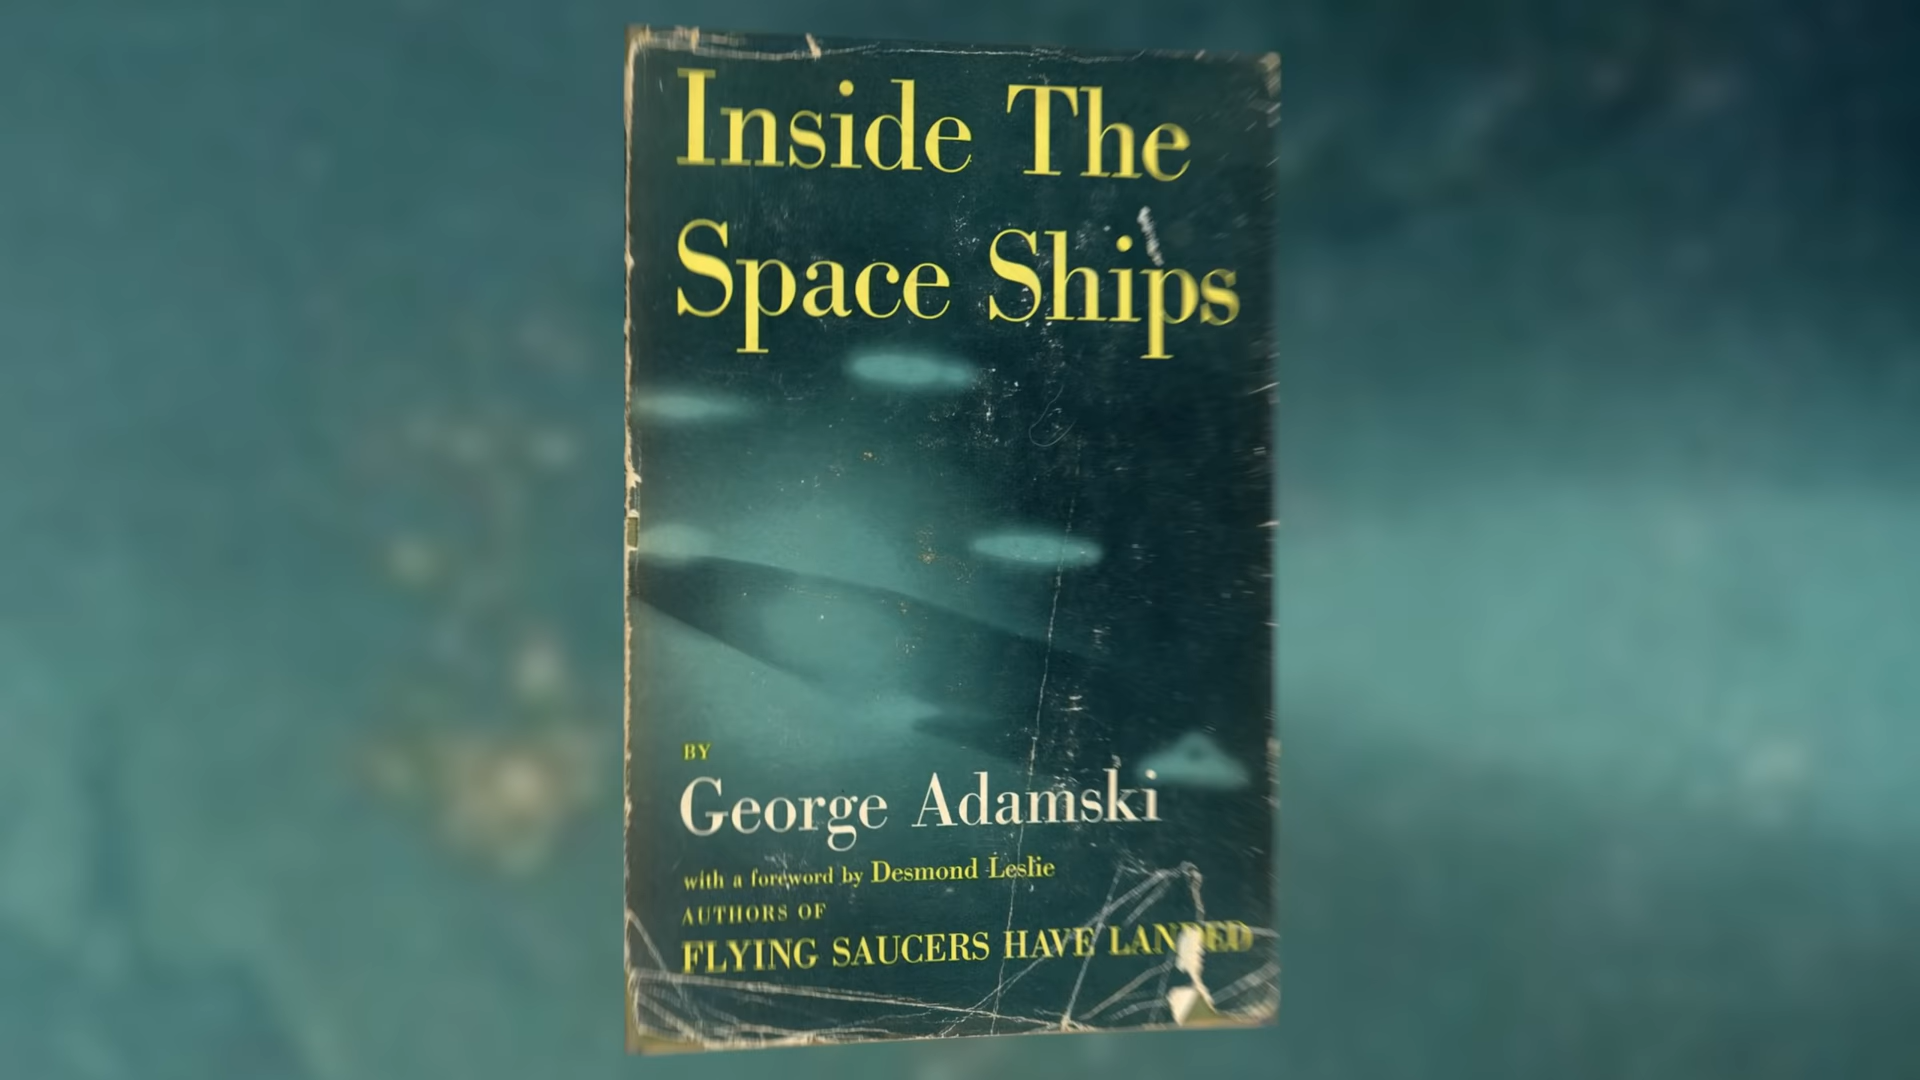 Inside The
Space Ships
BY
George Adamski
with a foreword by Desmond Leslie
AUTHORS OF
FLYING SAUCERS HAVE LANDED